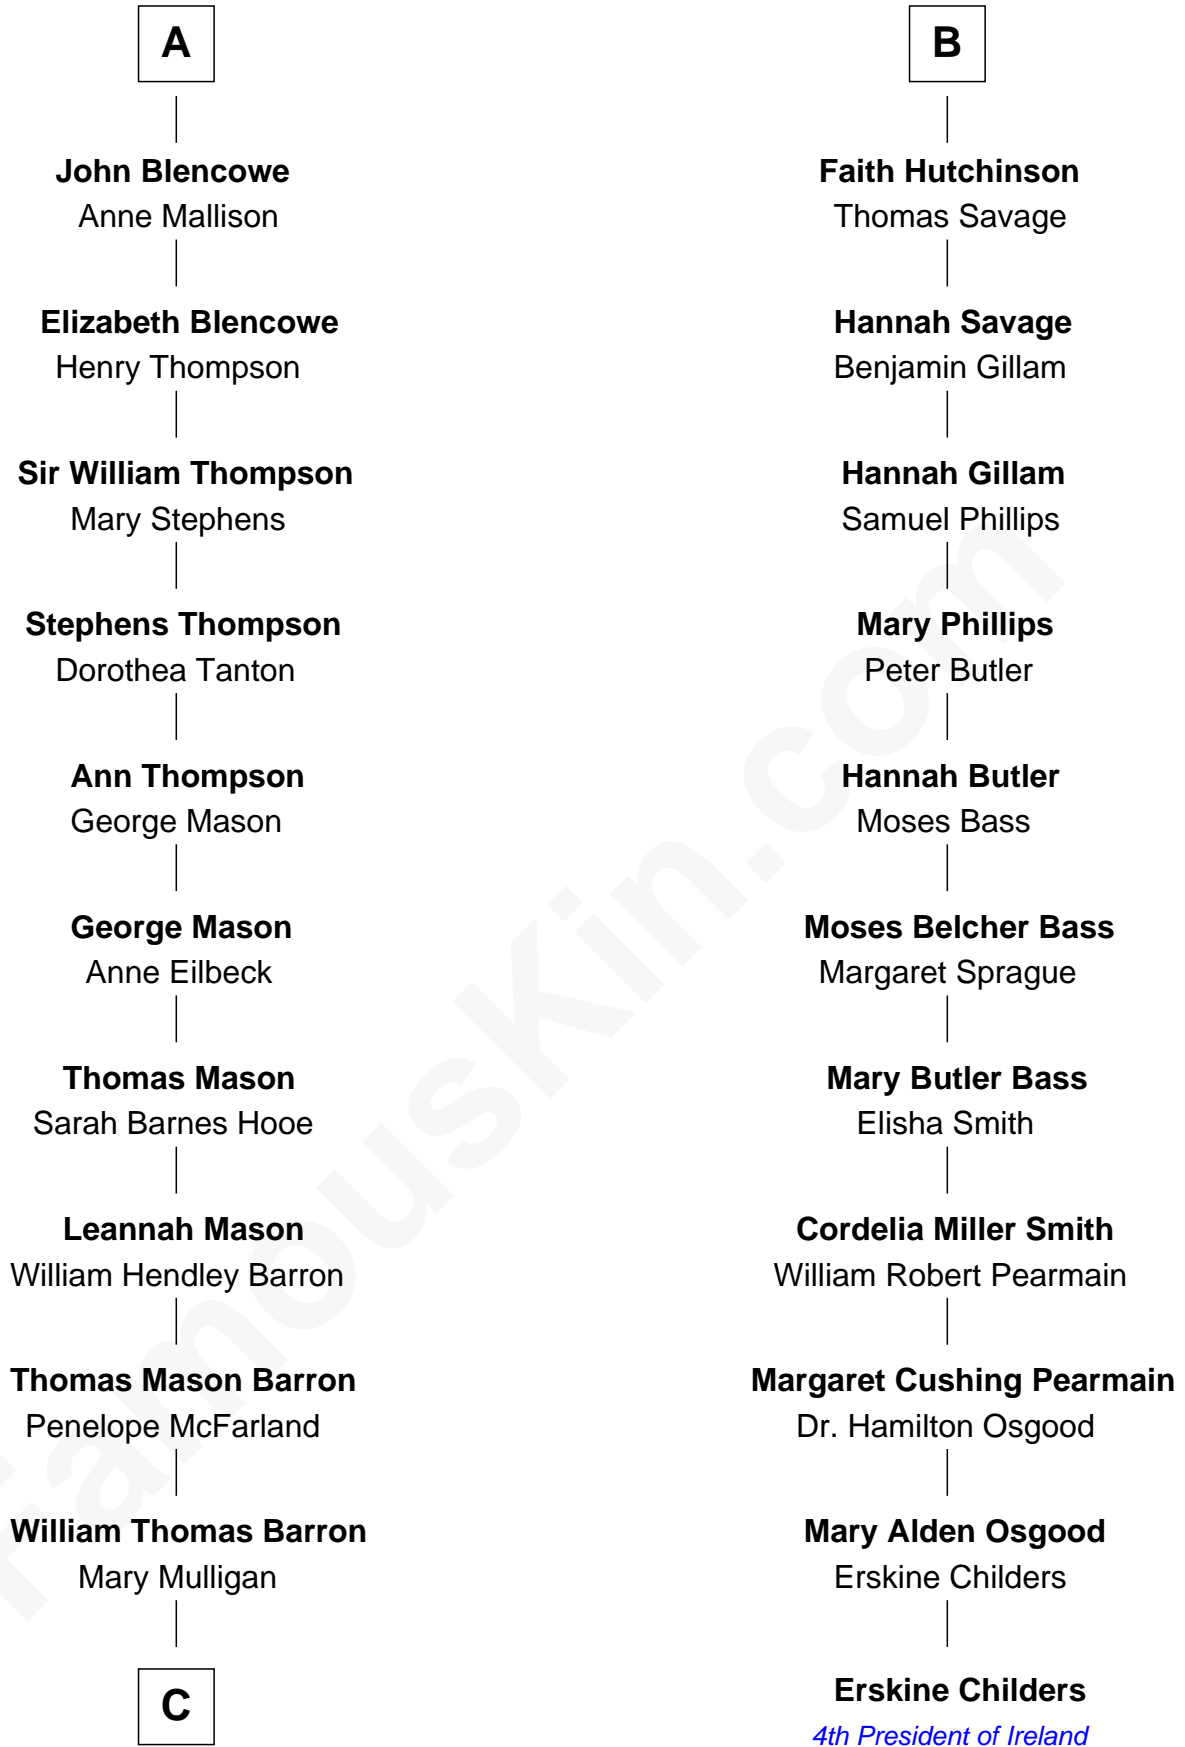 A
John Blencowe
Anne Mallison
Elizabeth Blencowe
Henry Thompson
Sir William Thompson
Mary Stephens
Stephens Thompson
Dorothea Tanton
Ann Thompson
George Mason
George Mason
Anne Eilbeck
Thomas Mason
Sarah Barnes Hooe
Leannah Mason
William Hendley Barron
Thomas Mason Barron
Penelope McFarland
William Thomas Barron
Mary Mulligan
C
B
Faith Hutchinson
Thomas Savage
Hannah Savage
Benjamin Gillam
Hannah Gillam
Samuel Phillips
Mary Phillips
Peter Butler
Hannah Butler
Moses Bass
Moses Belcher Bass
Margaret Sprague
Mary Butler Bass
Elisha Smith
Cordelia Miller Smith
William Robert Pearmain
Margaret Cushing Pearmain
Dr. Hamilton Osgood
Mary Alden Osgood
Erskine Childers
Erskine Childers
4th President of Ireland
FamousKin.com